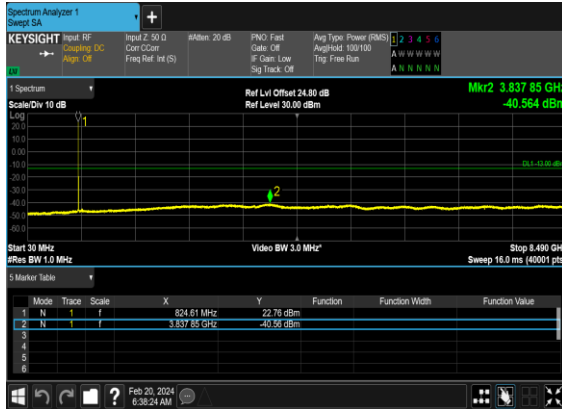 Spectrum Analyzer 1
Swept SA
+
KEYSIGHT Input: RF Input Z: 50 Ω #Atten: 20 dB PNO: Fast Avg Type: Power (RMS) 1 2 3 4 5 6
Coupling: DC Corr CCorr Gate: Off Avg|Hold: 100/100 A W W W W W
Align: Off Freq Ref: Int (S) IF Gain: Low Trig: Free Run
Sig Track: Off A N N N N N
LU
1 Spectrum Ref Lvl Offset 24.80 dB Mkr2 3.837 85 GHz
Scale/Div 10 dB Ref Level 30.00 dBm -40.564 dBm
Log
20.0
10.0
0.00
-10.0
-20.0
-30.0
-40.0
-50.0
-60.0
1
2
DL1 -13.00 dBm
Start 30 MHz Video BW 3.0 MHz* Stop 8.490 GHz
#Res BW 1.0 MHz Sweep 16.0 ms (40001 pts)
5 Marker Table
Mode Trace Scale X Y Function Function Width Function Value
1 N 1 f 824.61 MHz 22.76 dBm
2 N 1 f 3.837 85 GHz -40.56 dBm
3
4
5
6
? Feb 20, 2024
6:38:24 AM